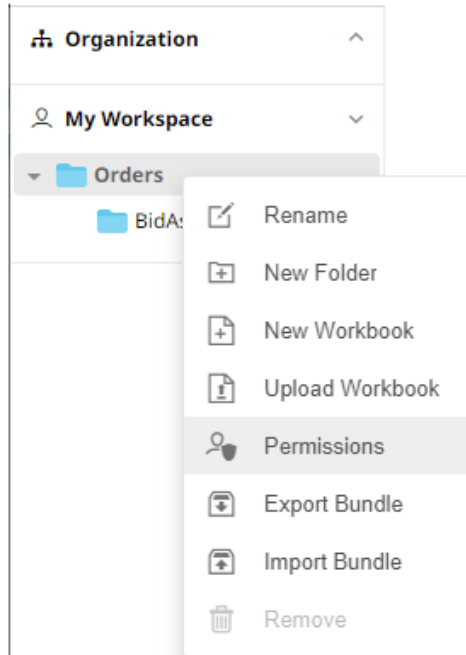 Organization
My Workspace
Orders
Rename
New Folder
New Workbook
Upload Workbook
Permissions
Export Bundle
Import Bundle
Remove